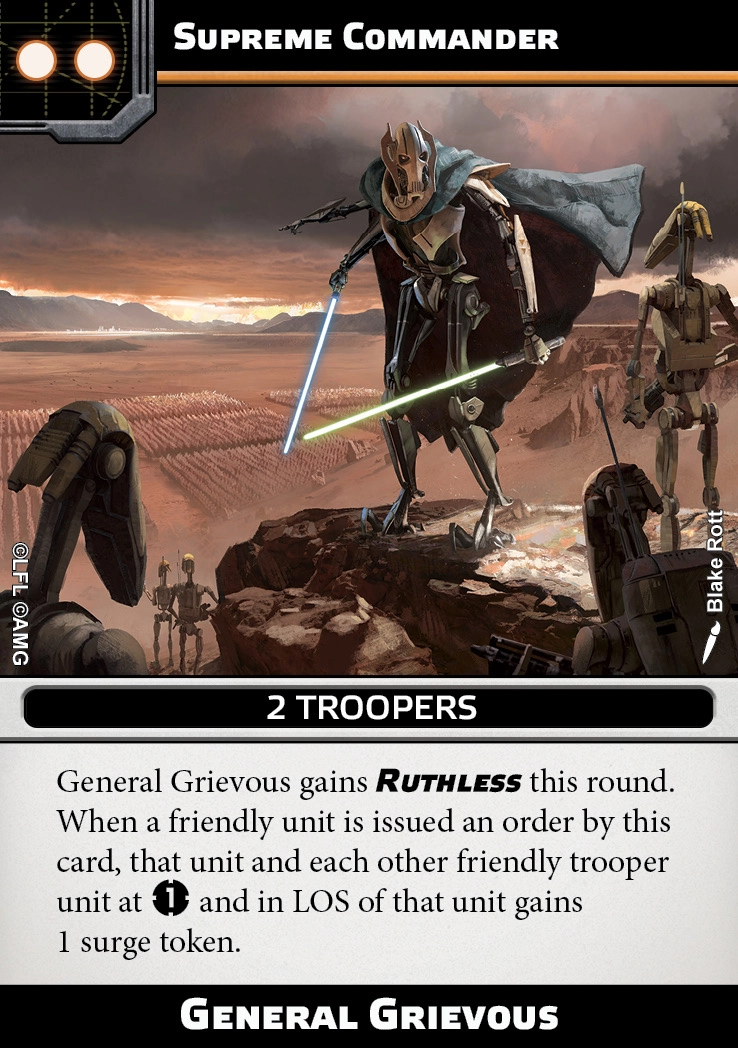 Supreme Commander
©LFL ©AMG
Blake Rott
2 TROOPERS
General Grievous gains RUTHLESS this round.
When a friendly unit is issued an order by this
card, that unit and each other friendly trooper
unit at 1 and in LOS of that unit gains
1 surge token.
General Grievous